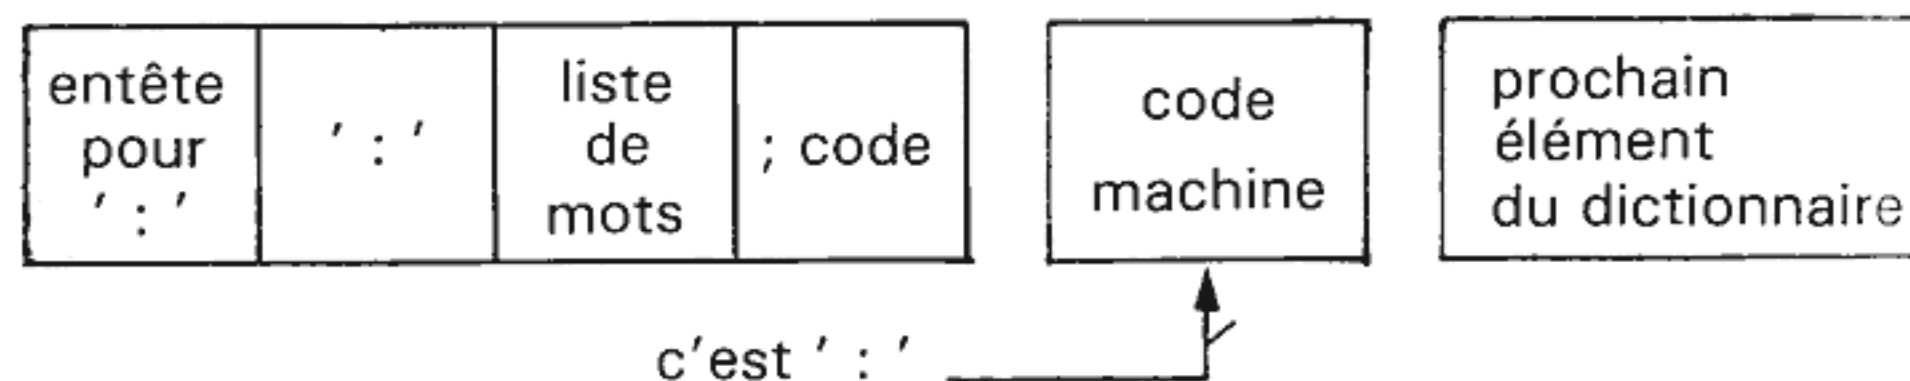 entête
pour
' : '
' : '
liste
de
mots
; code
code
machine
prochain
élément
du dictionnaire
c'est ' : '